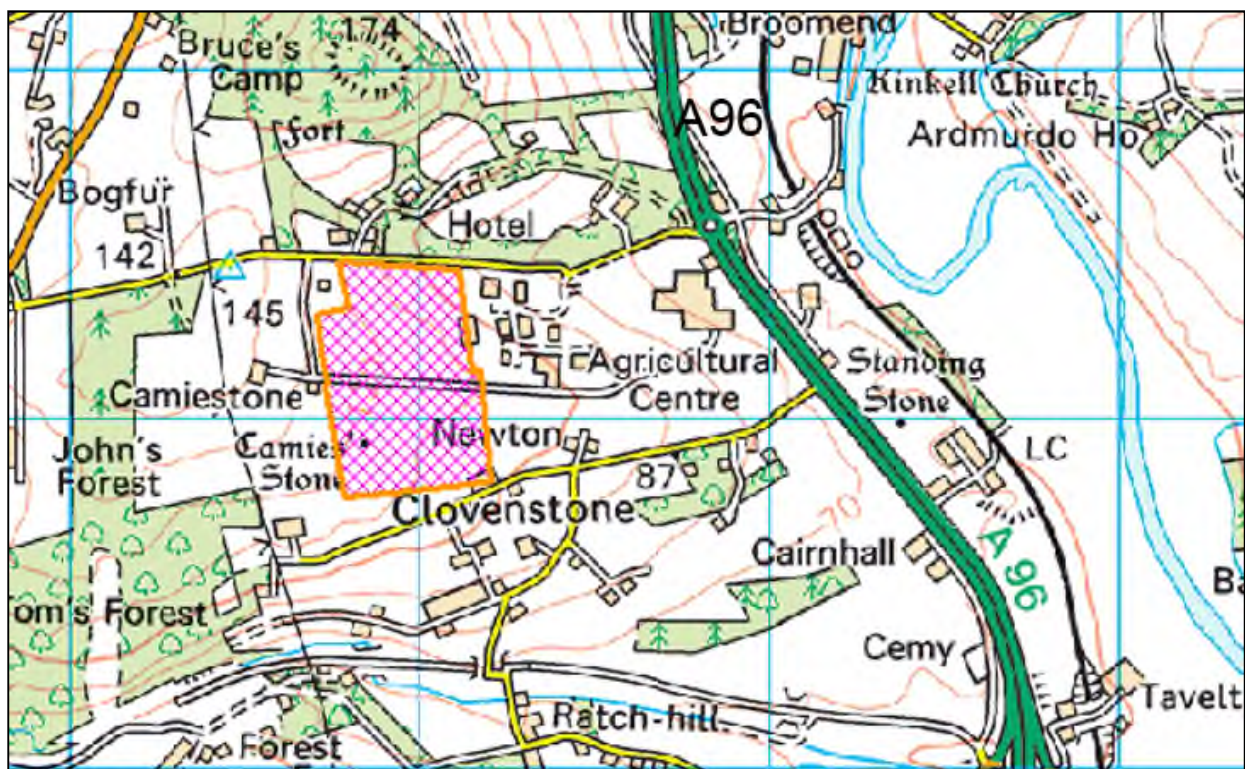 174
Broomend
Bruce's
Camp
Kinkell Church
A96
Ardmurdo Ho
fort
Bogfur
Hotel
142
145
Agricultural
Centre
Standing
Stone
Camiestone
Newton
LC
John's
Forest
Camies
Stone
87
Clovenstone
70
Cairnhall
A 96
om's Forest
Cemy
Tavelt
Ratch-hill
Forest